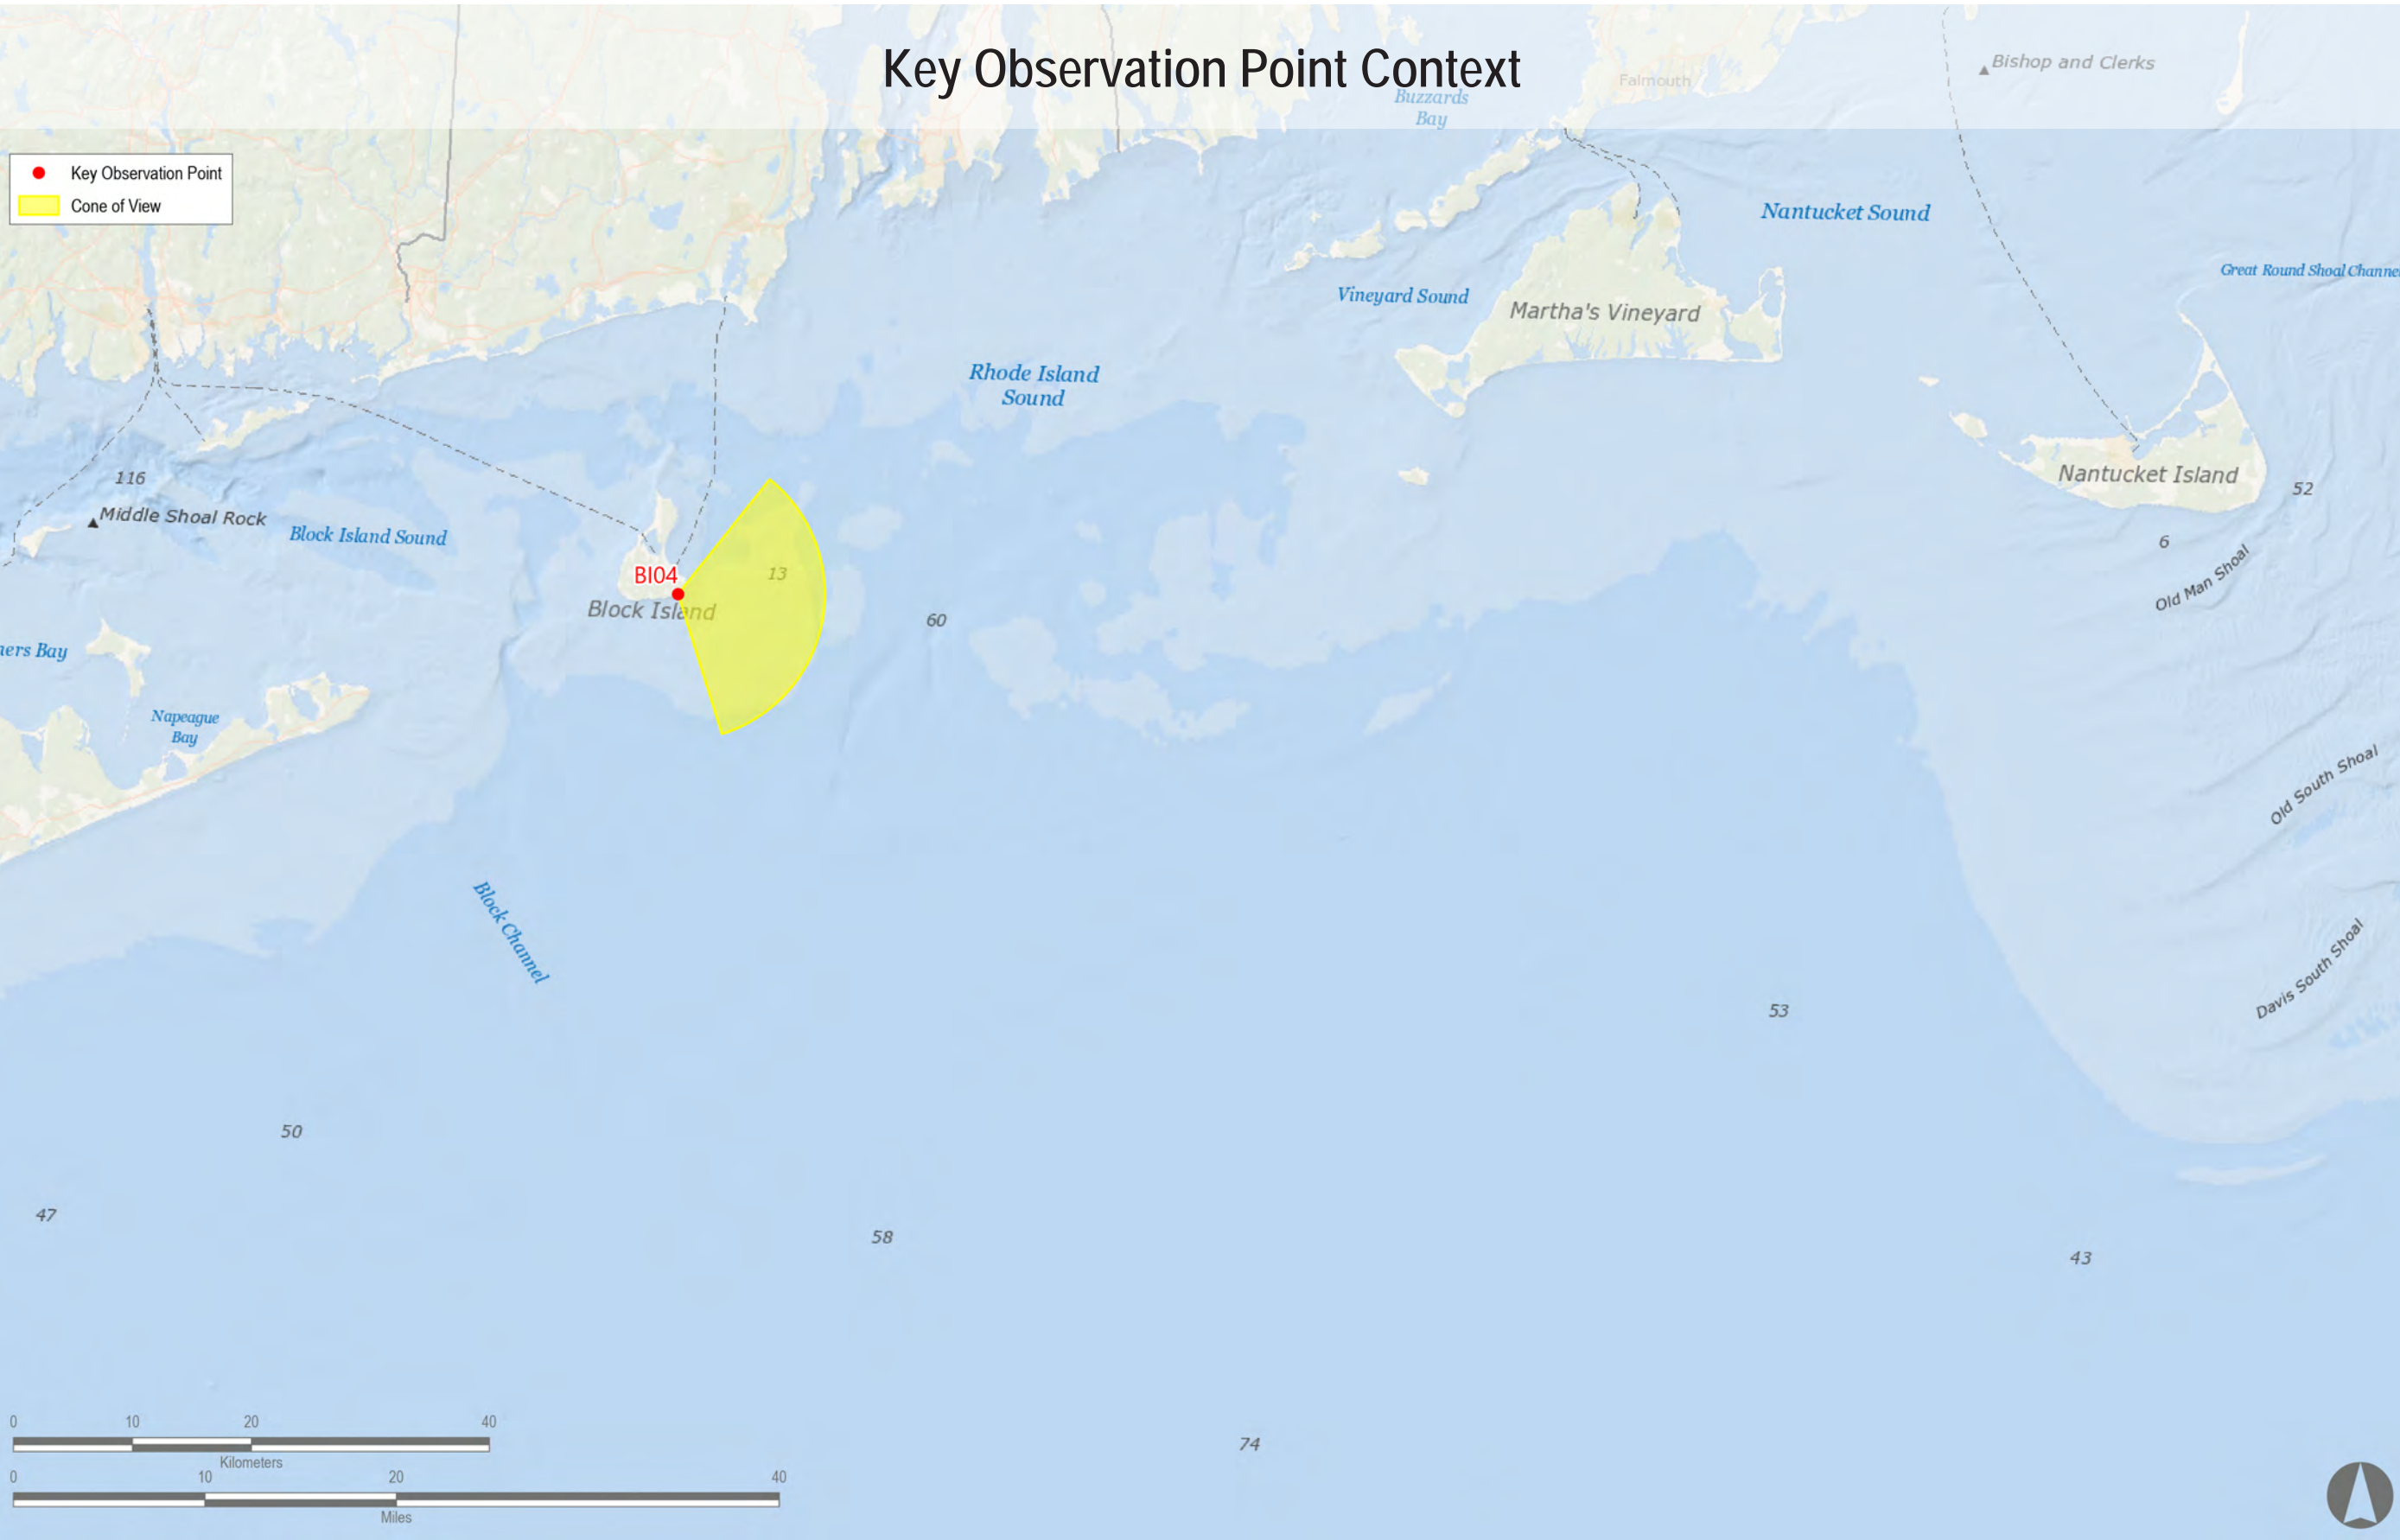 Key Observation Point Context
Bishop and Clerks
Falmouth
Buzzards
Bay
Key Observation Point
Cone of View
Nantucket Sound
Great Round Shoal Channe
Vineyard Sound
Martha's Vineyard
Rhode Island
Sound
116
Middle Shoal Rock
Block Island Sound
Nantucket Island
52
6
Old Man Shoal
13
BI04
Block Island
60
ners Bay
Napeague
Bay
Old South Shoal
Block Channel
Davis South Shoal
53
50
47
58
43
74
0 10 20 40
Kilometers
0 10 20 40
Miles